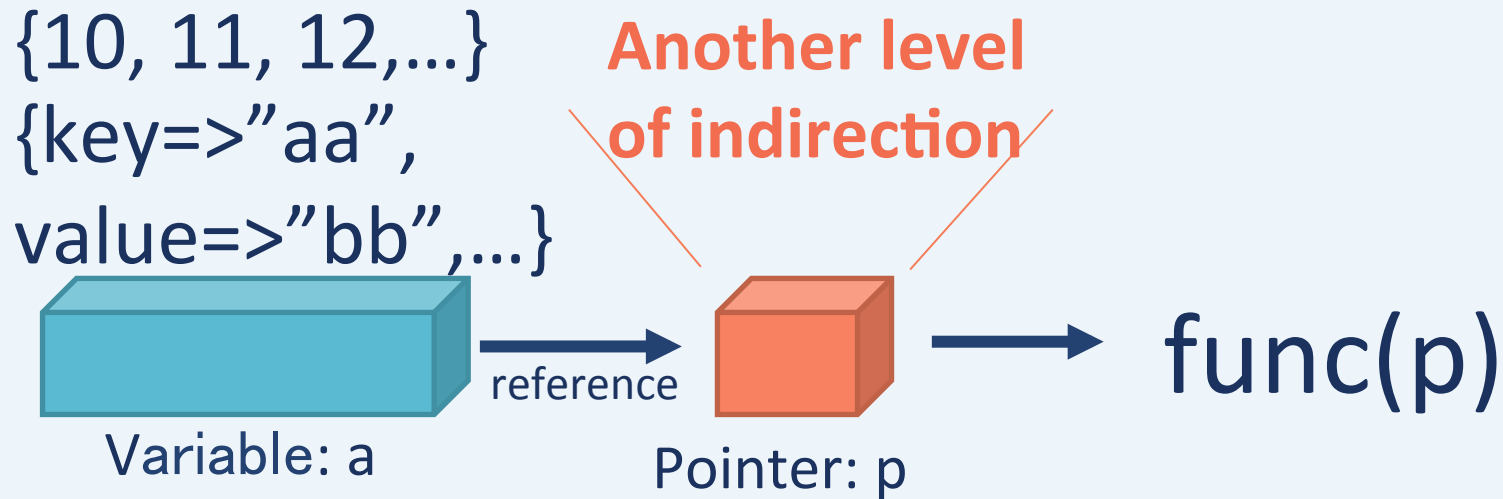 {10, 11, 12,...}
{key=>”aa”,
value=>”bb”,...}
Another level
of indirection
reference
func(p)
Variable: a
Pointer: p